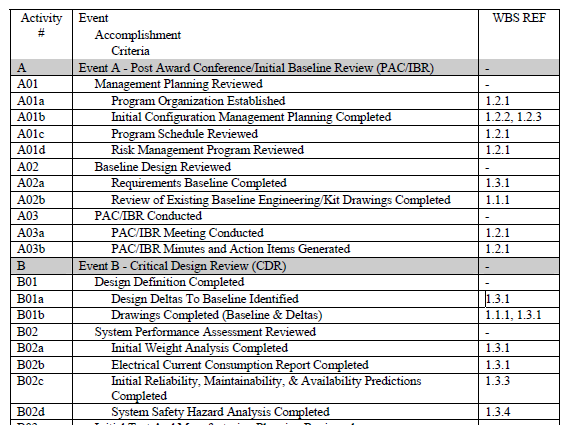 Activity Event WBS REF
# Accomplishment
Criteria
A Event A - Post Award Conference/Initial Baseline Review (PAC/IBR) -
A01 Management Planning Reviewed -
A01a Program Organization Established 1.2.1
A01b Initial Configuration Management Planning Completed 1.2.2, 1.2.3
A01c Program Schedule Reviewed 1.2.1
A01d Risk Management Program Reviewed 1.2.1
A02 Baseline Design Reviewed -
A02a Requirements Baseline Completed 1.3.1
A02b Review of Existing Baseline Engineering/Kit Drawings Completed 1.1.1
A03 PAC/IBR Conducted -
A03a PAC/IBR Meeting Conducted 1.2.1
A03b PAC/IBR Minutes and Action Items Generated 1.2.1
B Event B - Critical Design Review (CDR) -
B01 Design Definition Completed -
B01a Design Deltas To Baseline Identified 1.3.1
B01b Drawings Completed (Baseline & Deltas) 1.1.1, 1.3.1
B02 System Performance Assessment Reviewed -
B02a Initial Weight Analysis Completed 1.3.1
B02b Electrical Current Consumption Report Completed 1.3.1
B02c Initial Reliability, Maintainability, & Availability Predictions 1.3.3
Completed
B02d System Safety Hazard Analysis Completed 1.3.4